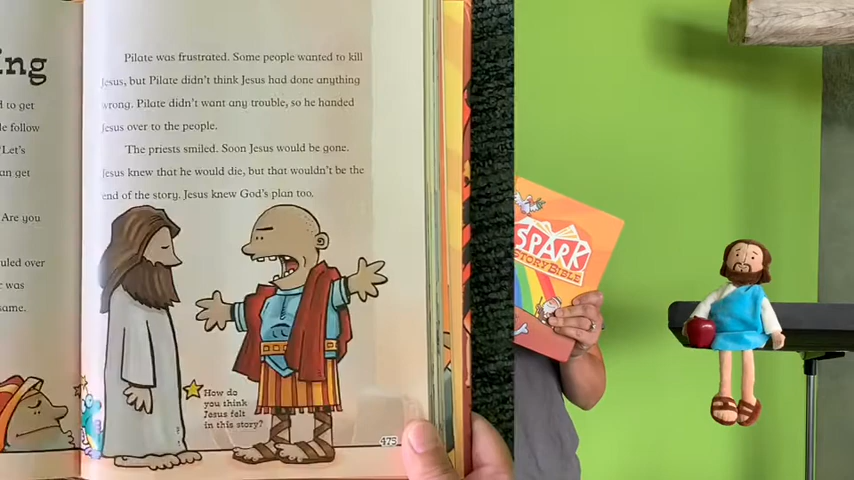 ing
d to get
e follow
"Let's
an get
Are you
uled over
e was
same.
Pilate was frustrated. Some people wanted to kill
Jesus, but Pilate didn't think Jesus had done anything
wrong. Pilate didn't want any trouble, so he handed
Jesus over to the people.
The priests smiled. Soon Jesus would be gone.
Jesus knew that he would die, but that wouldn't be the
end of the story. Jesus knew God's plan too.
How do
you think
Jesus felt
in this story?
475
SPARK
STORY BIBLE